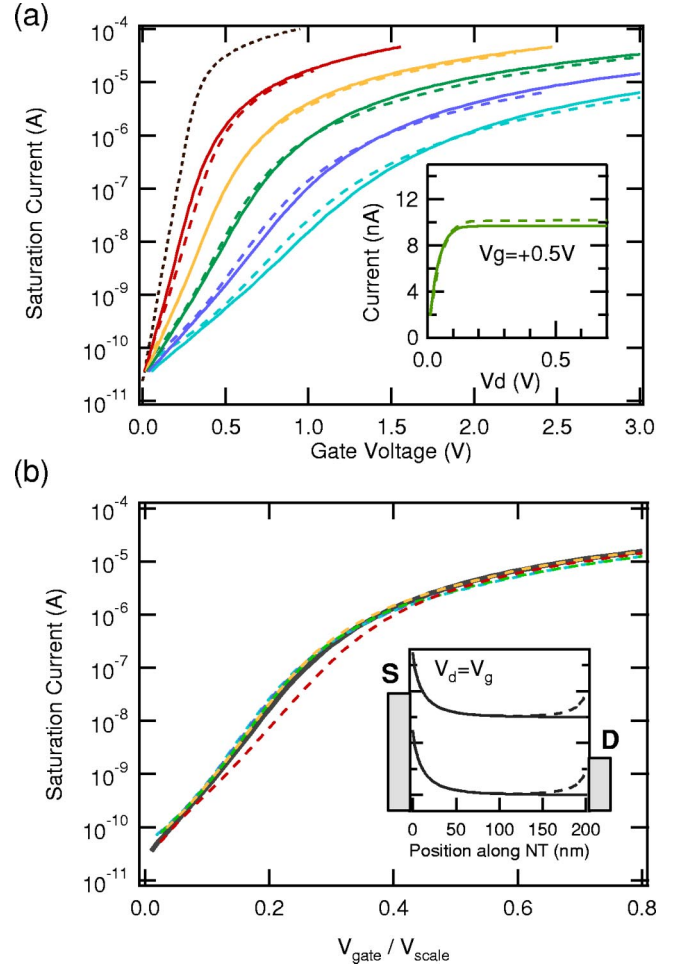 (a)
Saturation Current (A)
10⁻⁴
10⁻⁵
10⁻⁶
10⁻⁷
10⁻⁸
10⁻⁹
10⁻¹⁰
10⁻¹¹
0.0 0.5 1.0 1.5 2.0 2.5 3.0
Gate Voltage (V)
Current (nA)
12
8
4
0
Vg=+0.5V
0.0 0.5
Vd (V)
(b)
Saturation Current (A)
10⁻⁴
10⁻⁵
10⁻⁶
10⁻⁷
10⁻⁸
10⁻⁹
10⁻¹⁰
10⁻¹¹
0.0 0.2 0.4 0.6 0.8
V_gate / V_scale
S
V_d=V_g
D
0 50 100 150 200
Position along NT (nm)